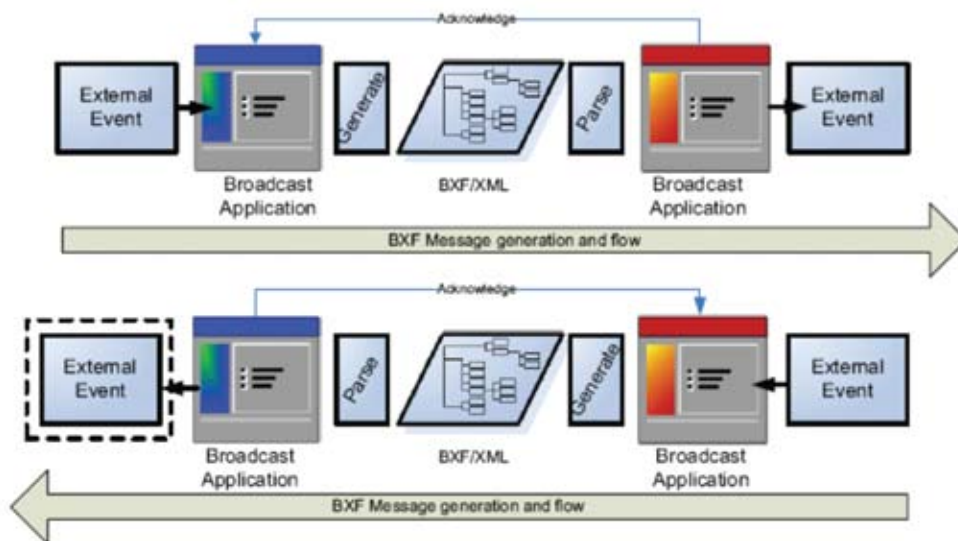 Acknowledge
External
Event
Generate
Parse
External
Event
Broadcast
Application
BXF/XML
Broadcast
Application
BXF Message generation and flow
Acknowledge
External
Event
Parse
Generate
External
Event
Broadcast
Application
BXF/XML
Broadcast
Application
BXF Message generation and flow